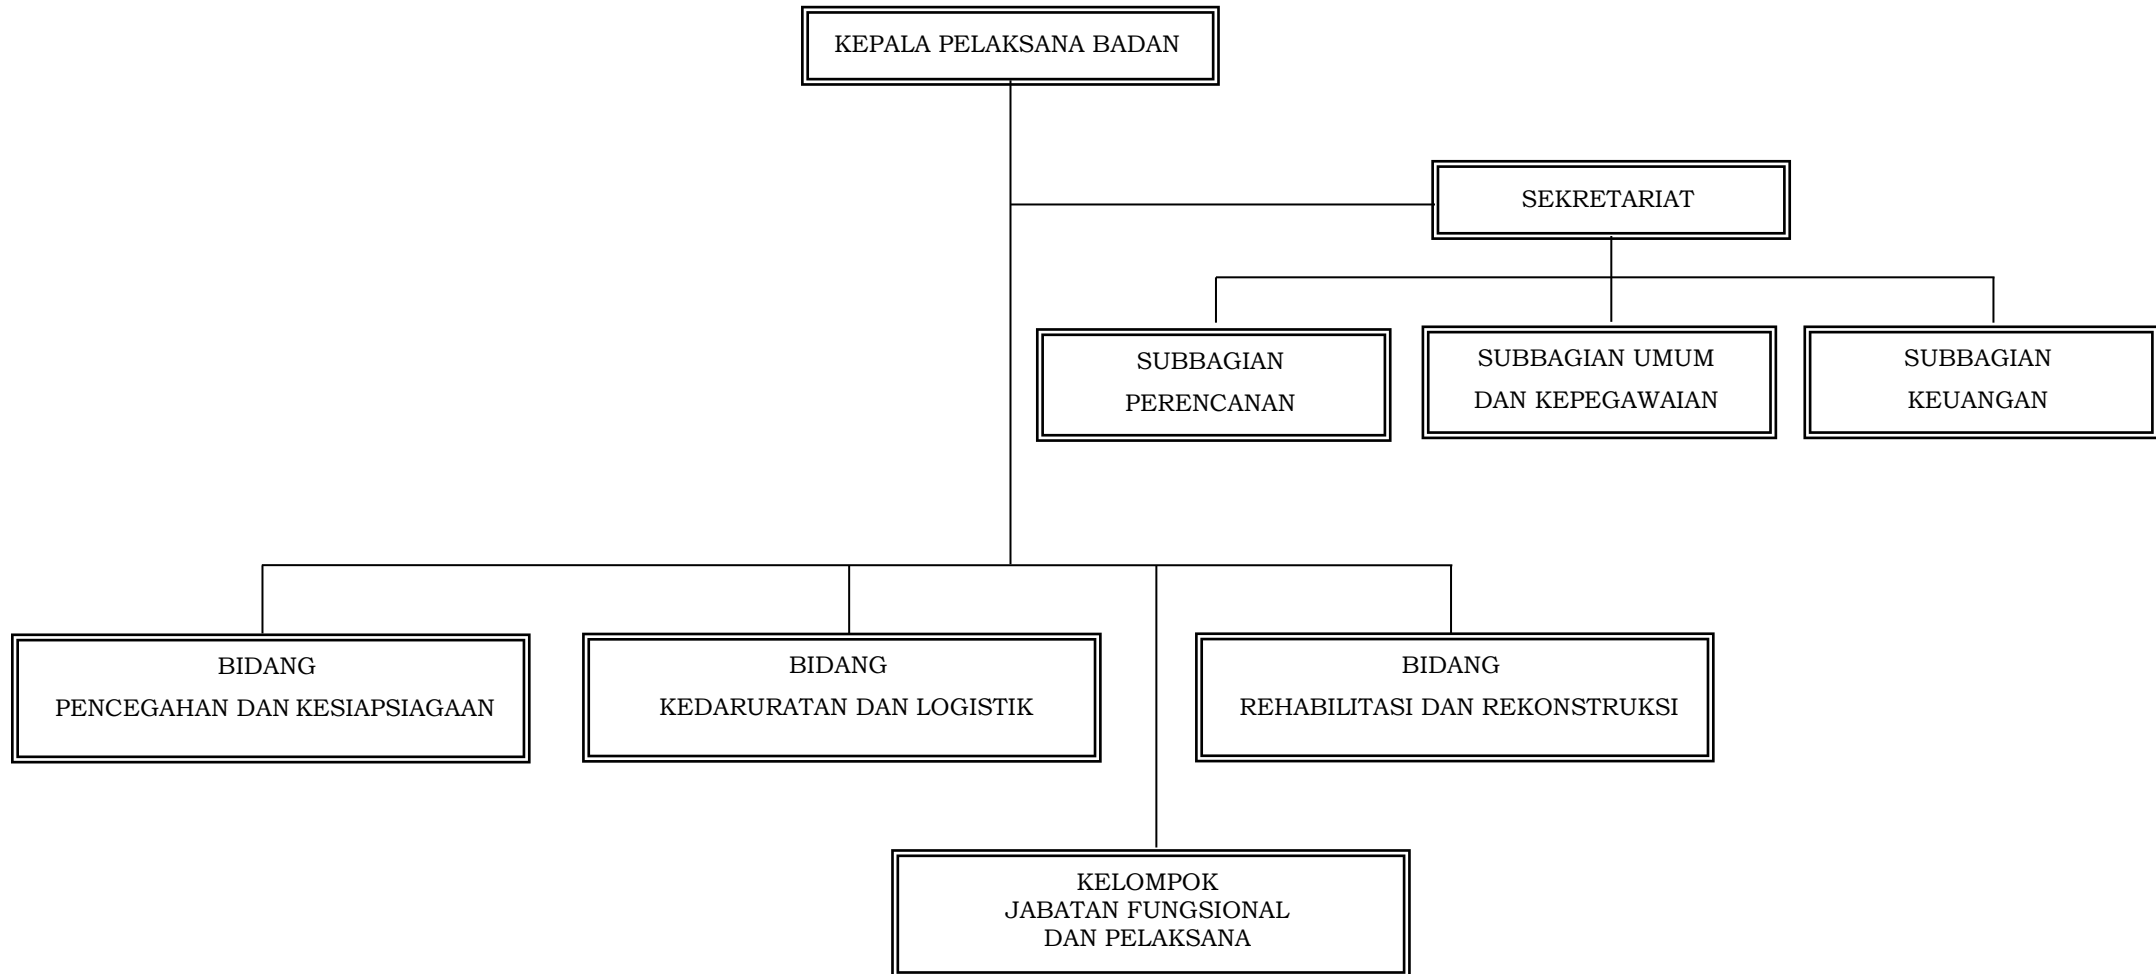 KEPALA PELAKSANA BADAN
SEKRETARIAT
SUBBAGIAN
PERENCANAN
SUBBAGIAN UMUM
DAN KEPEGAWAIAN
SUBBAGIAN
KEUANGAN
BIDANG
PENCEGAHAN DAN KESIAPSIAGAAN
BIDANG
KEDARURATAN DAN LOGISTIK
BIDANG
REHABILITASI DAN REKONSTRUKSI
KELOMPOK
JABATAN FUNGSIONAL
DAN PELAKSANA